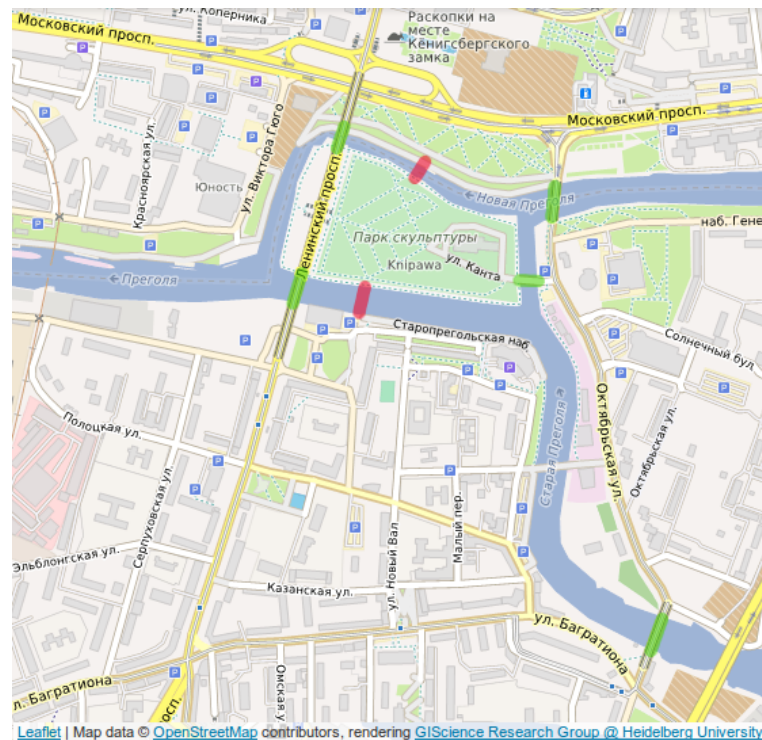 ул. Коперника
Московский просп.
Раскопки на
месте
Кёнигсбергского
замка
Московский просп.
Красноярская ул.
ул. Виктора Гюго
Юность
Ленинский просп.
← Новая Преголя
наб. Гене
Парк скульптуры
Knipawa
ул. Канта
← Преголя
Старопрегольская наб
Солнечный бул.
Октябрьская ул.
Октябрьская ул.
Старая Преголя
Полоцкая ул.
Серпуховская ул.
Эльблонгская ул.
Казанская ул.
ул. Новый Вал
Малый пер.
ул. Багратиона
л. Багратиона
просп.
Омская у
Leaflet | Map data © OpenStreetMap contributors, rendering GIScience Research Group @ Heidelberg University